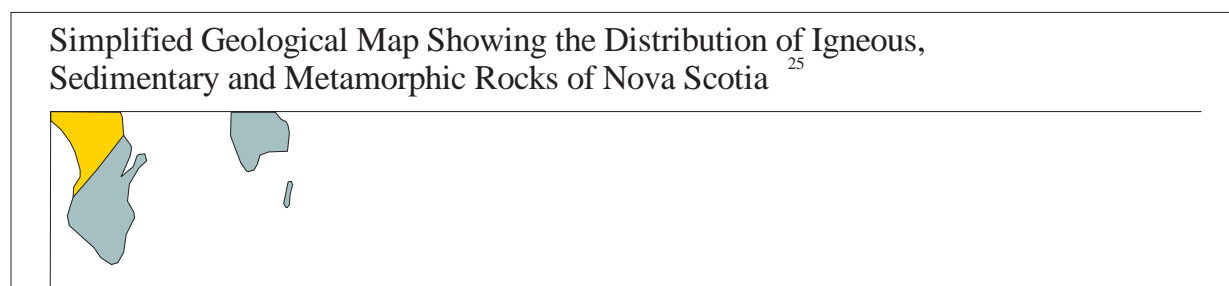 Simplified Geological Map Showing the Distribution of Igneous,
Sedimentary and Metamorphic Rocks of Nova Scotia 25